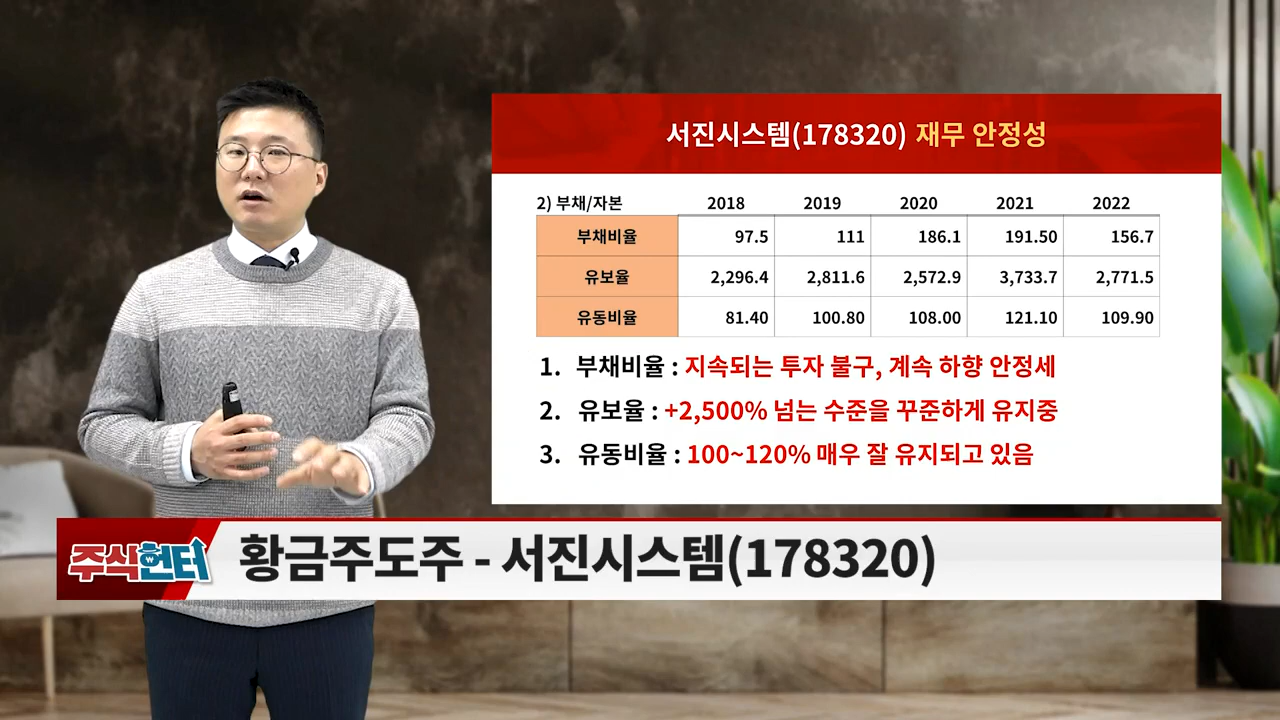 서진시스템(178320) 재무 안정성
2) 부채/자본 2018 2019 2020 2021 2022
부채비율 97.5 111 186.1 191.50 156.7
유보율 2,296.4 2,811.6 2,572.9 3,733.7 2,771.5
유동비율 81.40 100.80 108.00 121.10 109.90
1. 부채비율 : 지속되는 투자 불구, 계속 하향 안정세
2. 유보율 : +2,500% 넘는 수준을 꾸준하게 유지중
3. 유동비율 : 100~120% 매우 잘 유지되고 있음
주식헌터
황금주도주 - 서진시스템(178320)